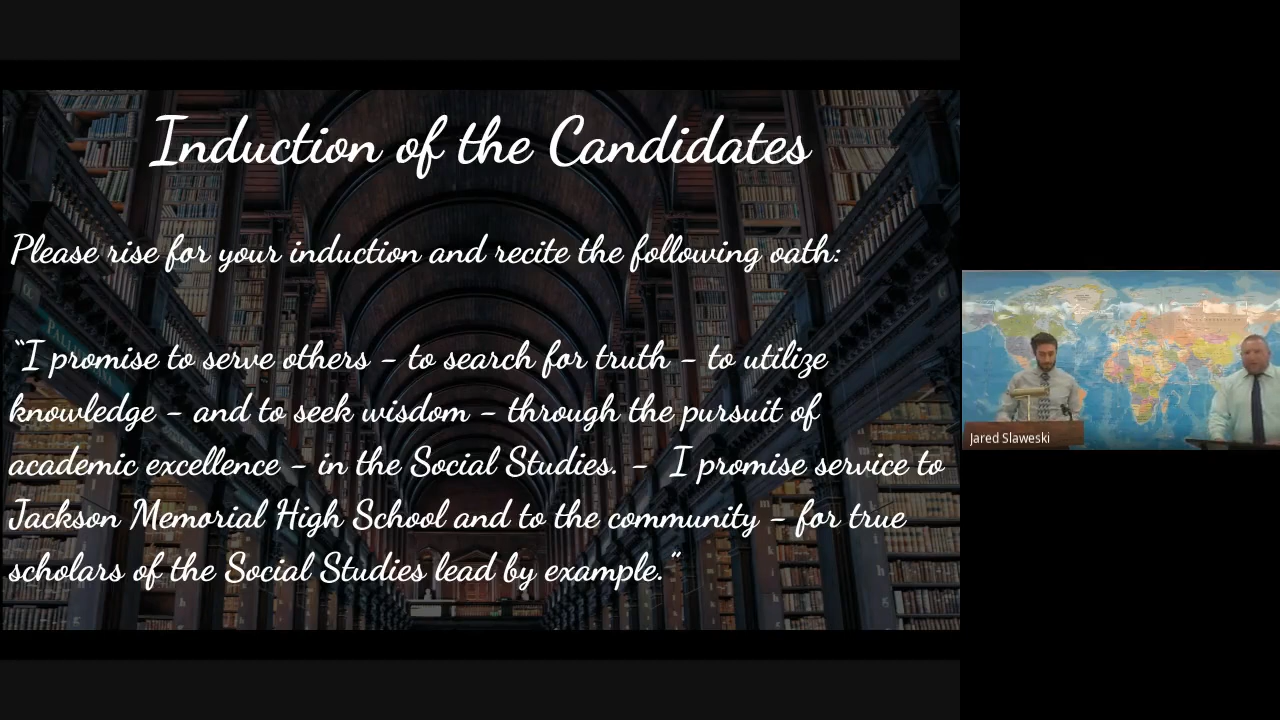 Induction of the Candidates
Please rise for your induction and recite the following oath:
“I promise to serve others - to search for truth - to utilize
knowledge - and to seek wisdom - through the pursuit of
academic excellence - in the Social Studies. - I promise service to
Jackson Memorial High School and to the community - for true
scholars of the Social Studies lead by example.”
Jared Slaweski